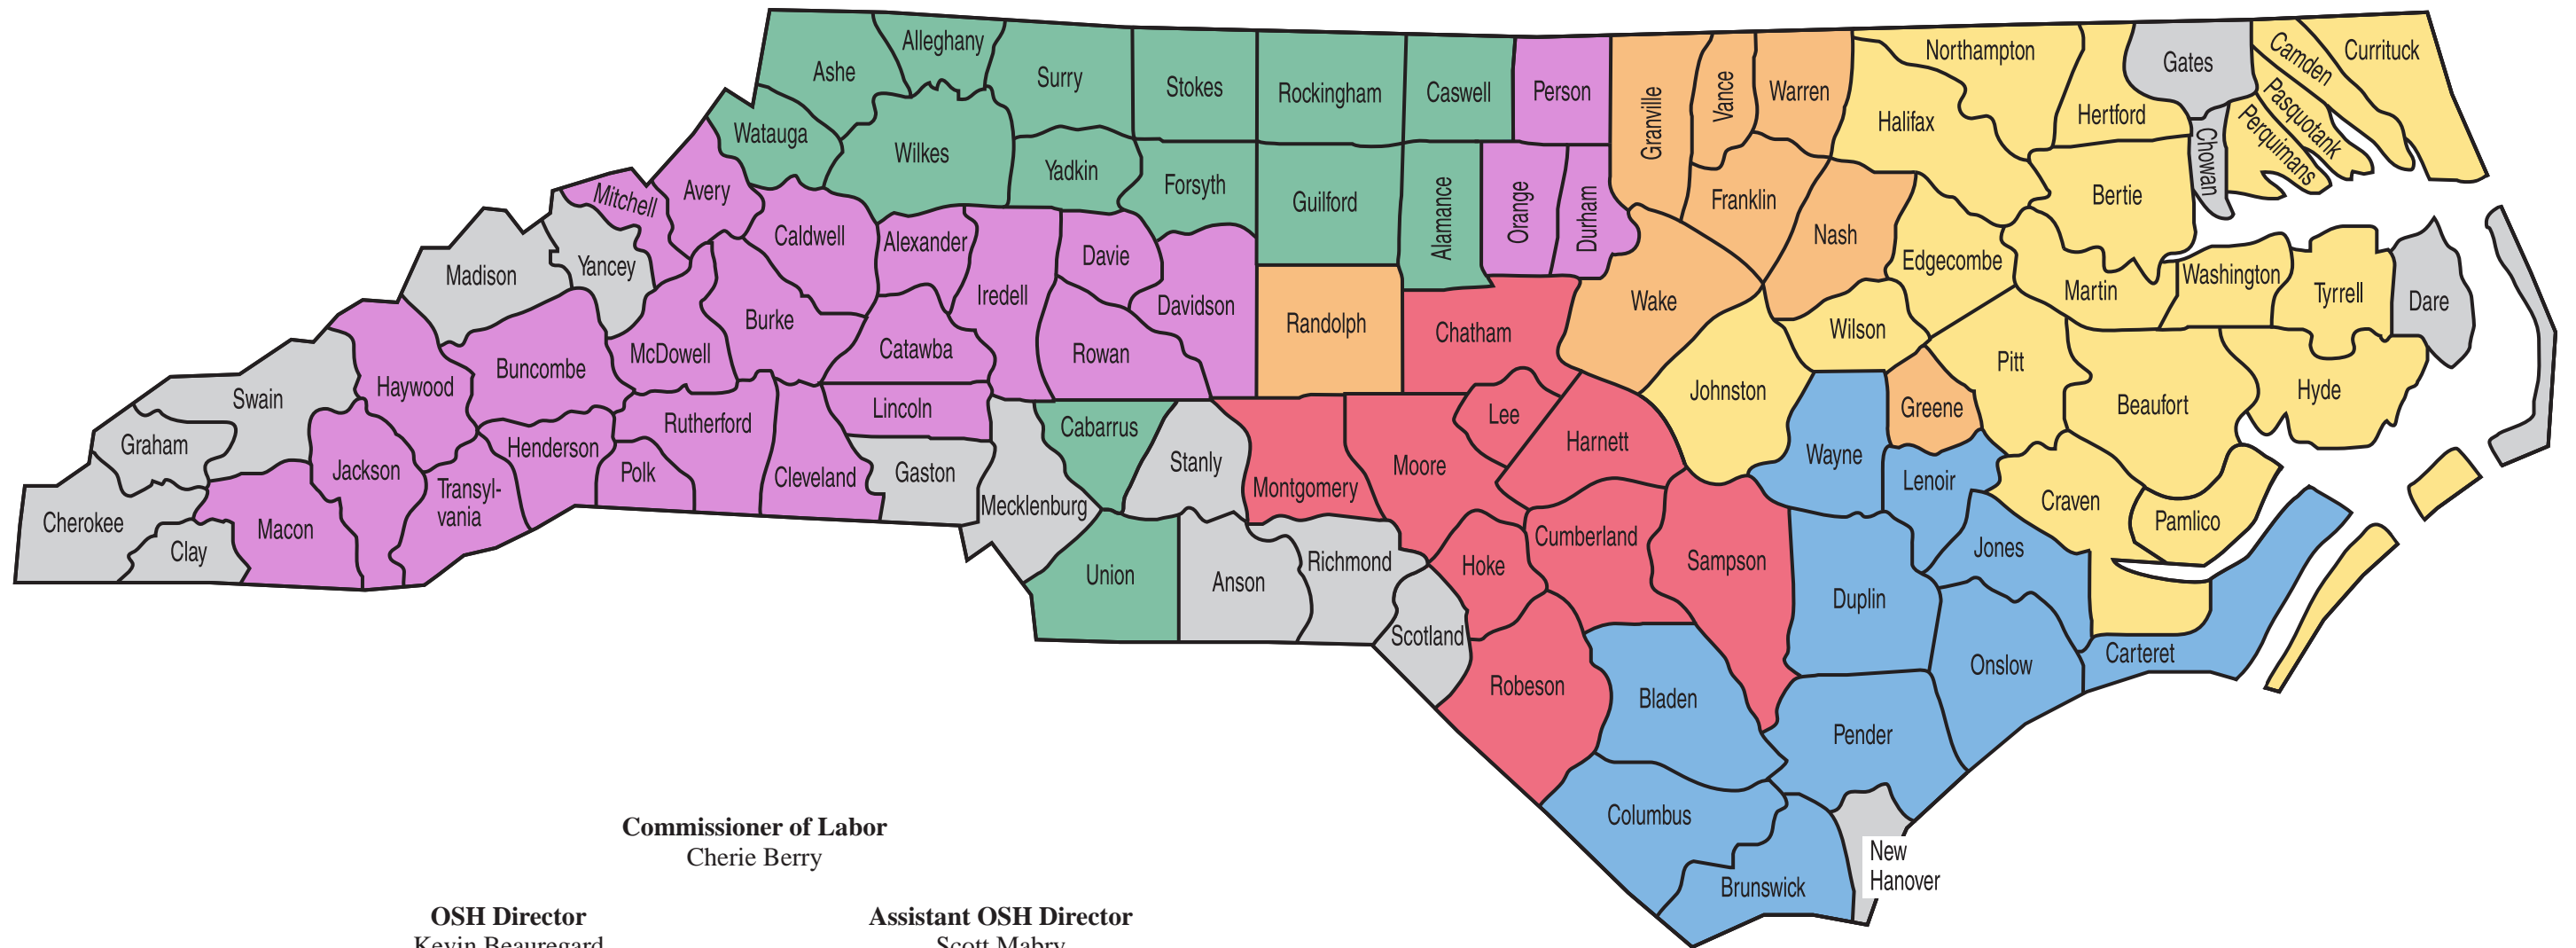 Alleghany
Ashe
Surry
Stokes
Rockingham
Caswell
Person
Granville
Vance
Warren
Northampton
Gates
Camden
Currituck
Watauga
Wilkes
Yadkin
Forsyth
Guilford
Alamance
Orange
Durham
Franklin
Halifax
Hertford
Pasquotank
Perquimans
Chowan
Mitchell
Avery
Caldwell
Alexander
Davie
Iredell
Davidson
Nash
Edgecombe
Bertie
Madison
Yancey
Burke
Catawba
Rowan
Randolph
Chatham
Wake
Wilson
Martin
Washington
Tyrrell
Dare
Swain
Haywood
Buncombe
McDowell
Lincoln
Cabarrus
Lee
Johnston
Greene
Pitt
Beaufort
Hyde
Graham
Jackson
Henderson
Rutherford
Polk
Cleveland
Gaston
Stanly
Montgomery
Moore
Harnett
Wayne
Lenoir
Craven
Pamlico
Cherokee
Clay
Macon
Transyl-
vania
Mecklenburg
Union
Anson
Richmond
Hoke
Cumberland
Sampson
Duplin
Jones
Scotland
Robeson
Bladen
Onslow
Carteret
Pender
Columbus
Brunswick
New
Hanover
Commissioner of Labor
Cherie Berry
OSH Director
Assistant OSH Director
Kevin Beauregard
Scott Mabry